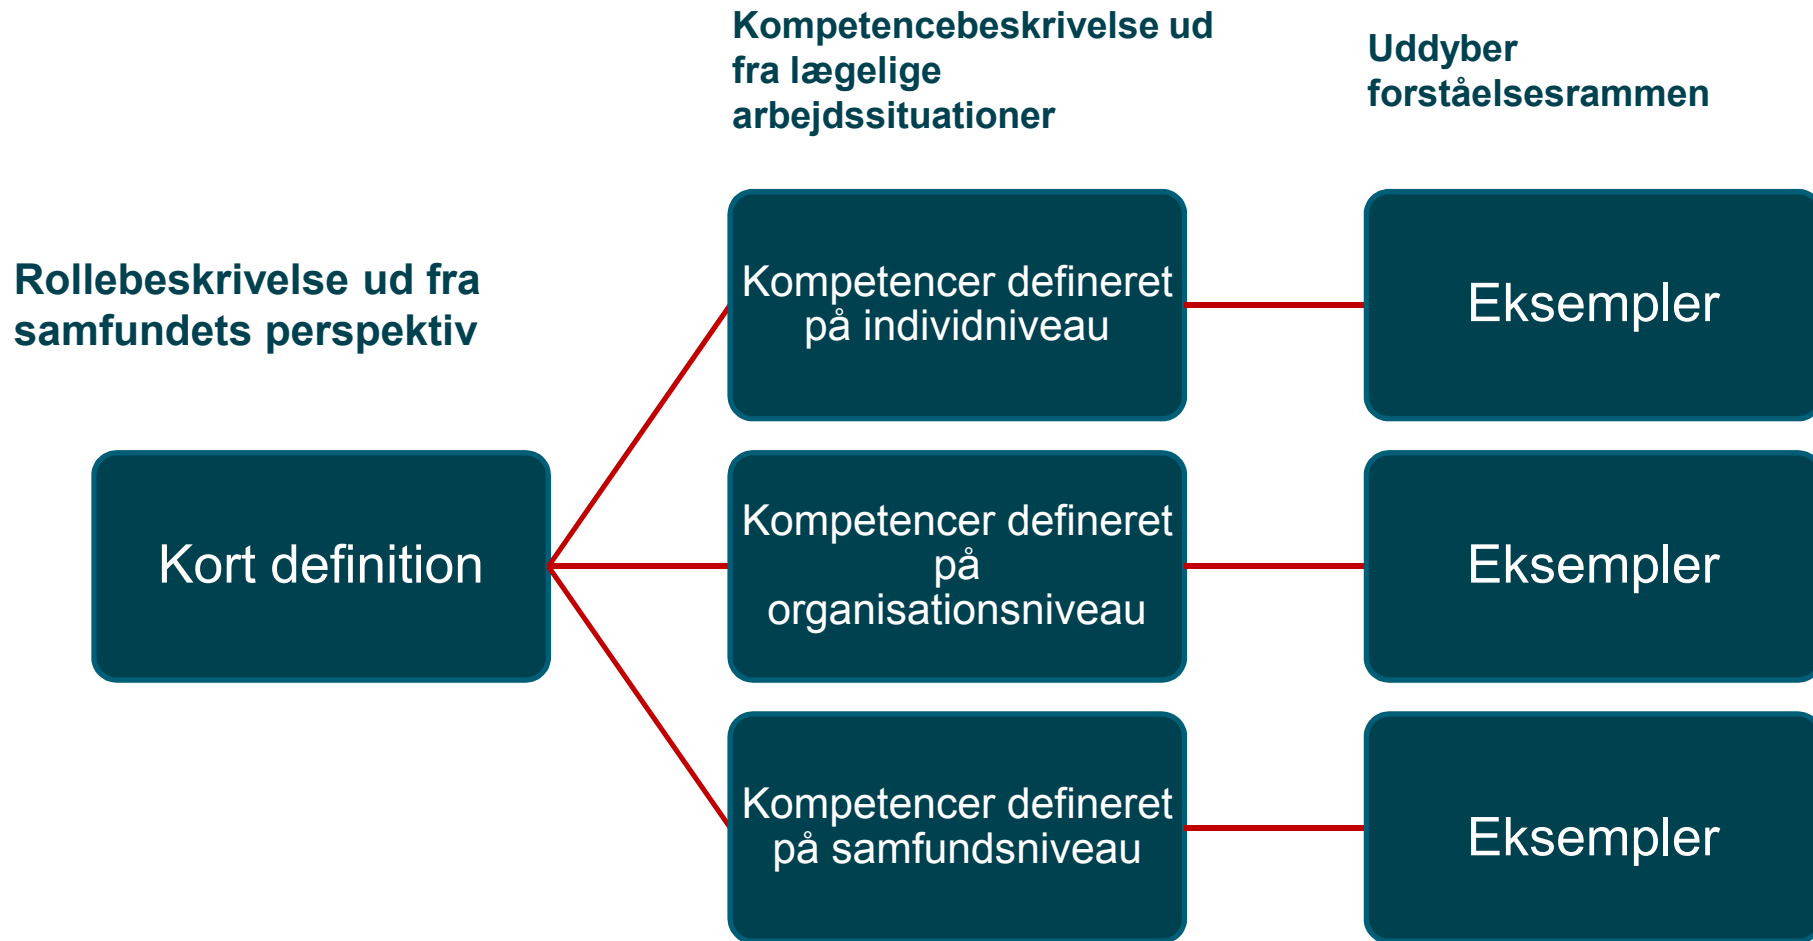 Kompetencebeskrivelse ud
fra lægelige
arbejdssituationer
Uddyber
forståelsesrammen
Rollebeskrivelse ud fra
samfundets perspektiv
Kort definition
Kompetencer defineret
på individniveau
Eksempler
Kompetencer defineret
på
organisationsniveau
Eksempler
Kompetencer defineret
på samfundsniveau
Eksempler